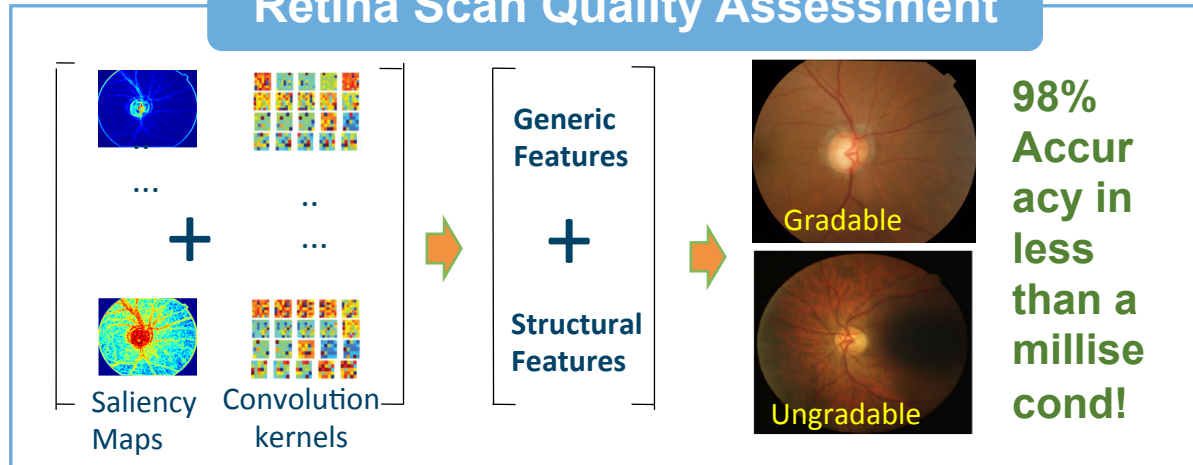 Retina Scan Quality Assessment
..
...
+
..
...
Saliency
Maps
Convolution
kernels
Generic
Features
+
Structural
Features
Gradable
Ungradable
98%
Accur
acy in
less
than a
millise
cond!